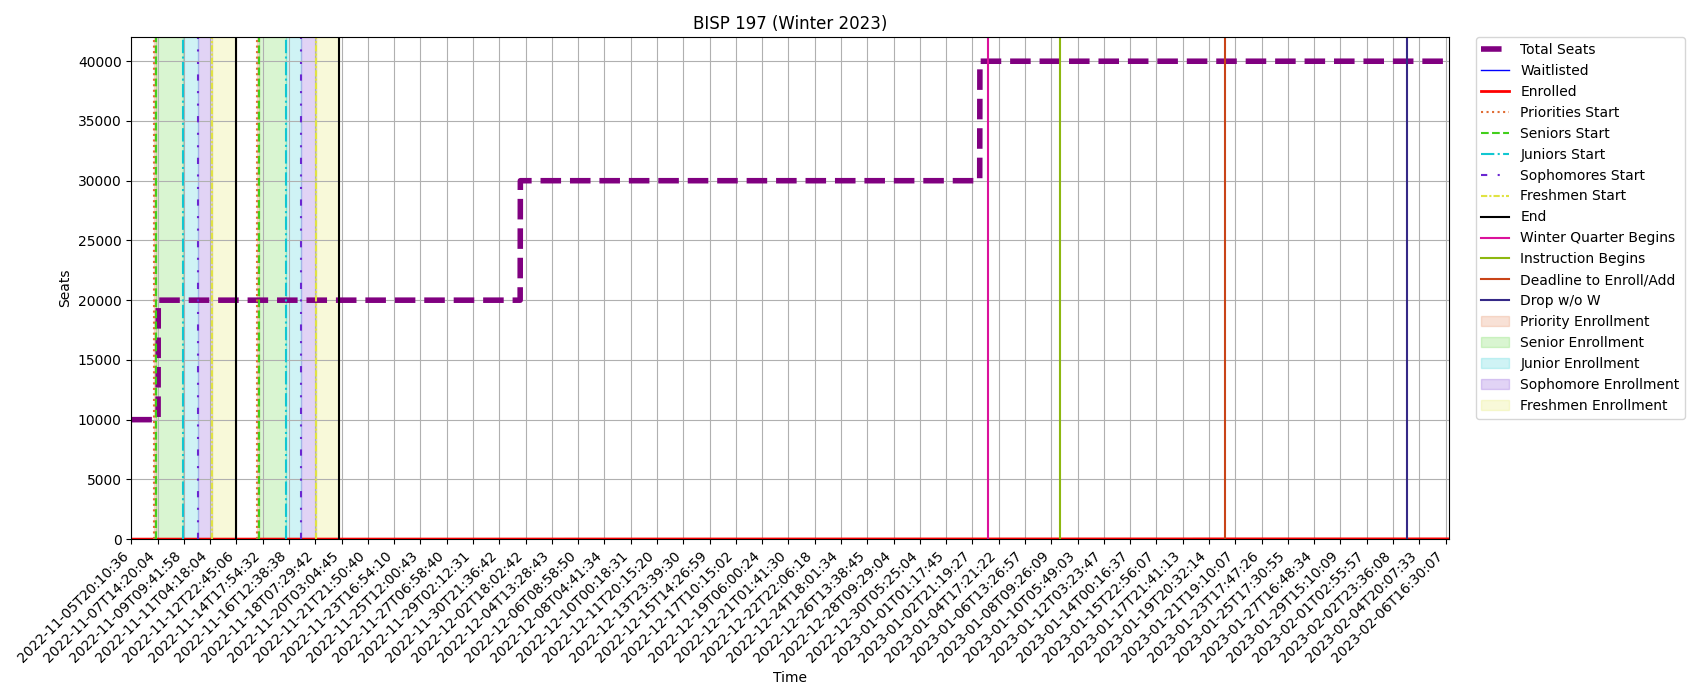 BISP 197 (Winter 2023)
Seats
40000
35000
30000
25000
20000
15000
10000
5000
0
2022-11-05T20:10:36
2022-11-07T14:20:04
2022-11-09T09:41:58
2022-11-11T04:18:04
2022-11-12T22:45:06
2022-11-14T17:54:32
2022-11-16T12:38:38
2022-11-18T07:29:42
2022-11-20T03:04:45
2022-11-21T21:50:40
2022-11-23T16:54:10
2022-11-25T12:00:43
2022-11-27T06:58:40
2022-11-29T02:12:31
2022-11-30T21:36:42
2022-12-02T18:02:42
2022-12-04T13:28:43
2022-12-06T08:58:50
2022-12-08T04:41:34
2022-12-10T00:18:31
2022-12-11T20:15:20
2022-12-13T23:39:30
2022-12-15T14:26:59
2022-12-17T10:15:02
2022-12-19T06:00:24
2022-12-21T01:41:30
2022-12-22T22:06:18
2022-12-24T18:01:34
2022-12-26T13:38:45
2022-12-28T09:29:04
2022-12-30T05:25:04
2023-01-01T01:17:45
2023-01-02T21:19:27
2023-01-04T17:21:22
2023-01-06T13:26:57
2023-01-08T09:26:09
2023-01-10T05:49:03
2023-01-12T03:23:47
2023-01-14T00:16:37
2023-01-15T22:56:07
2023-01-17T21:41:13
2023-01-19T20:32:14
2023-01-21T19:10:07
2023-01-23T17:47:26
2023-01-25T17:30:55
2023-01-27T16:48:34
2023-01-29T15:10:09
2023-02-01T02:55:57
2023-02-02T23:36:08
2023-02-04T20:07:33
2023-02-06T16:30:07
Time
Total Seats
Waitlisted
Enrolled
Priorities Start
Seniors Start
Juniors Start
Sophomores Start
Freshmen Start
End
Winter Quarter Begins
Instruction Begins
Deadline to Enroll/Add
Drop w/o W
Priority Enrollment
Senior Enrollment
Junior Enrollment
Sophomore Enrollment
Freshmen Enrollment